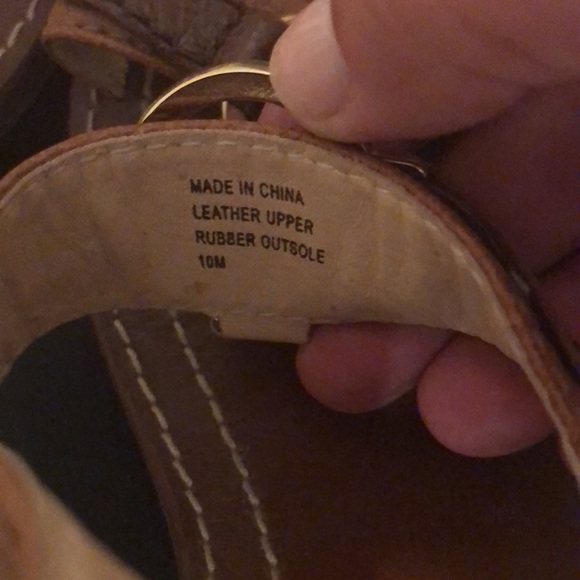 MADE IN CHINA
LEATHER UPPER
RUBBER OUTSOLE
10M